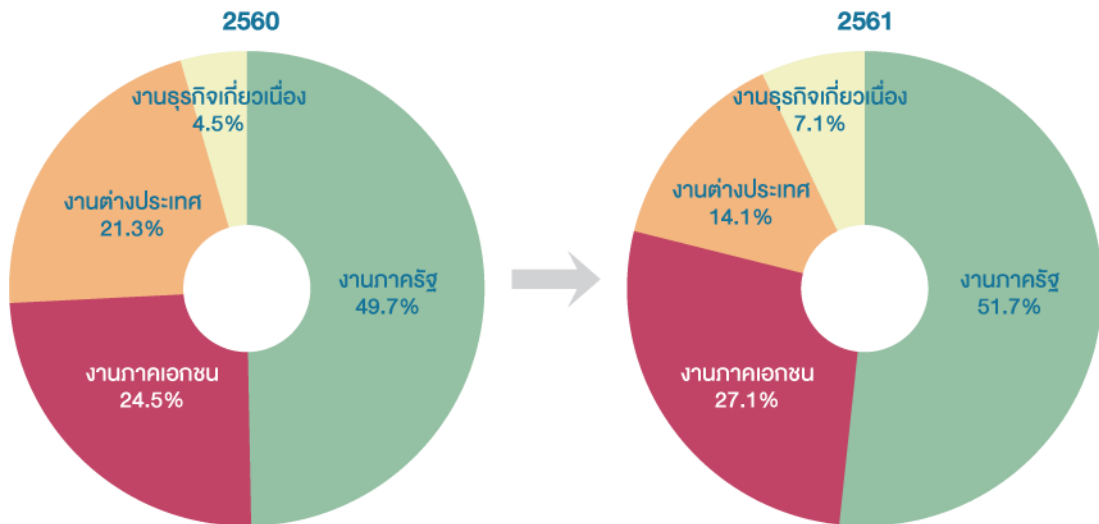 2560
งานธุรกิจเกี่ยวเนื่อง
4.5%
งานต่างประเทศ
21.3%
งานภาครัฐ
49.7%
งานภาคเอกชน
24.5%
2561
งานธุรกิจเกี่ยวเนื่อง
7.1%
งานต่างประเทศ
14.1%
งานภาครัฐ
51.7%
งานภาคเอกชน
27.1%